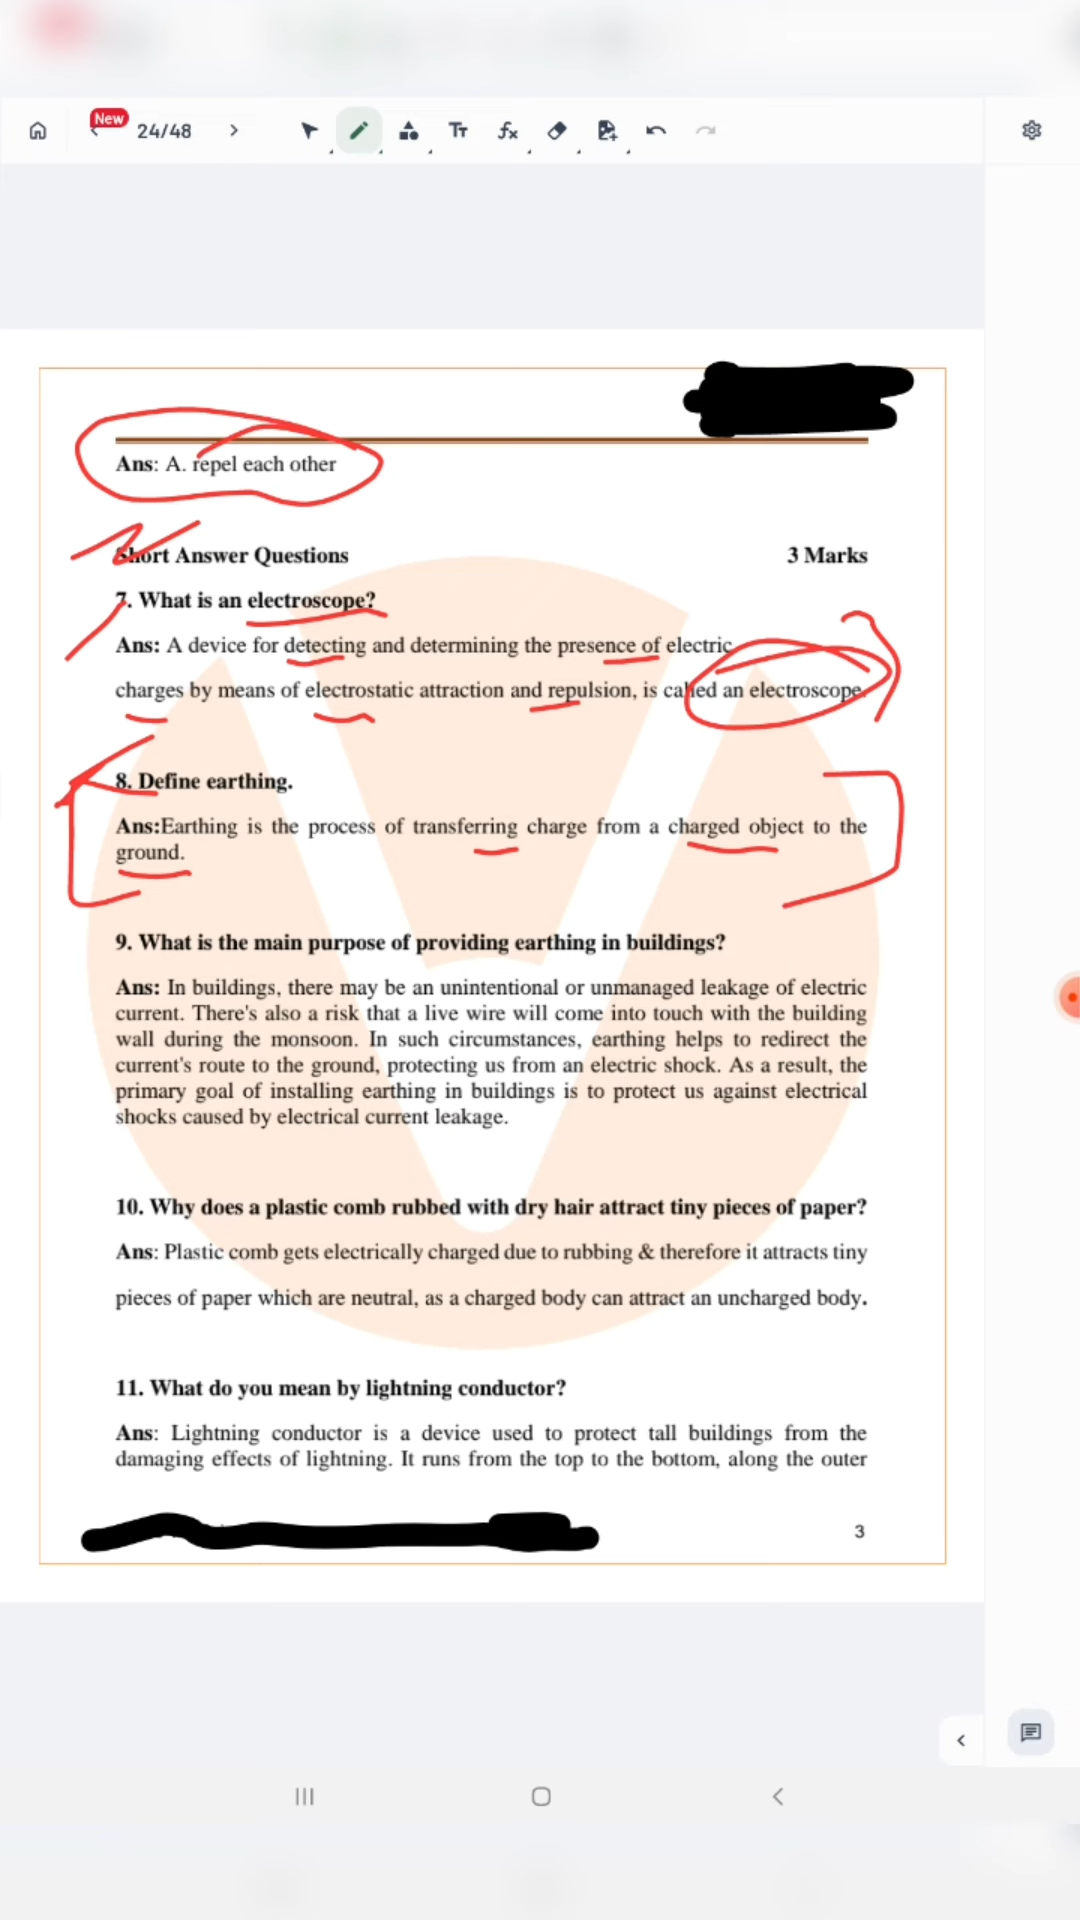 New
24/48
Ans: A. repel each other
Short Answer Questions 3 Marks
7. What is an electroscope?
Ans: A device for detecting and determining the presence of electric
charges by means of electrostatic attraction and repulsion, is called an electroscope.
8. Define earthing.
Ans:Earthing is the process of transferring charge from a charged object to the
ground.
9. What is the main purpose of providing earthing in buildings?
Ans: In buildings, there may be an unintentional or unmanaged leakage of electric
current. There's also a risk that a live wire will come into touch with the building
wall during the monsoon. In such circumstances, earthing helps to redirect the
current's route to the ground, protecting us from an electric shock. As a result, the
primary goal of installing earthing in buildings is to protect us against electrical
shocks caused by electrical current leakage.
10. Why does a plastic comb rubbed with dry hair attract tiny pieces of paper?
Ans: Plastic comb gets electrically charged due to rubbing & therefore it attracts tiny
pieces of paper which are neutral, as a charged body can attract an uncharged body.
11. What do you mean by lightning conductor?
Ans: Lightning conductor is a device used to protect tall buildings from the
damaging effects of lightning. It runs from the top to the bottom, along the outer
3